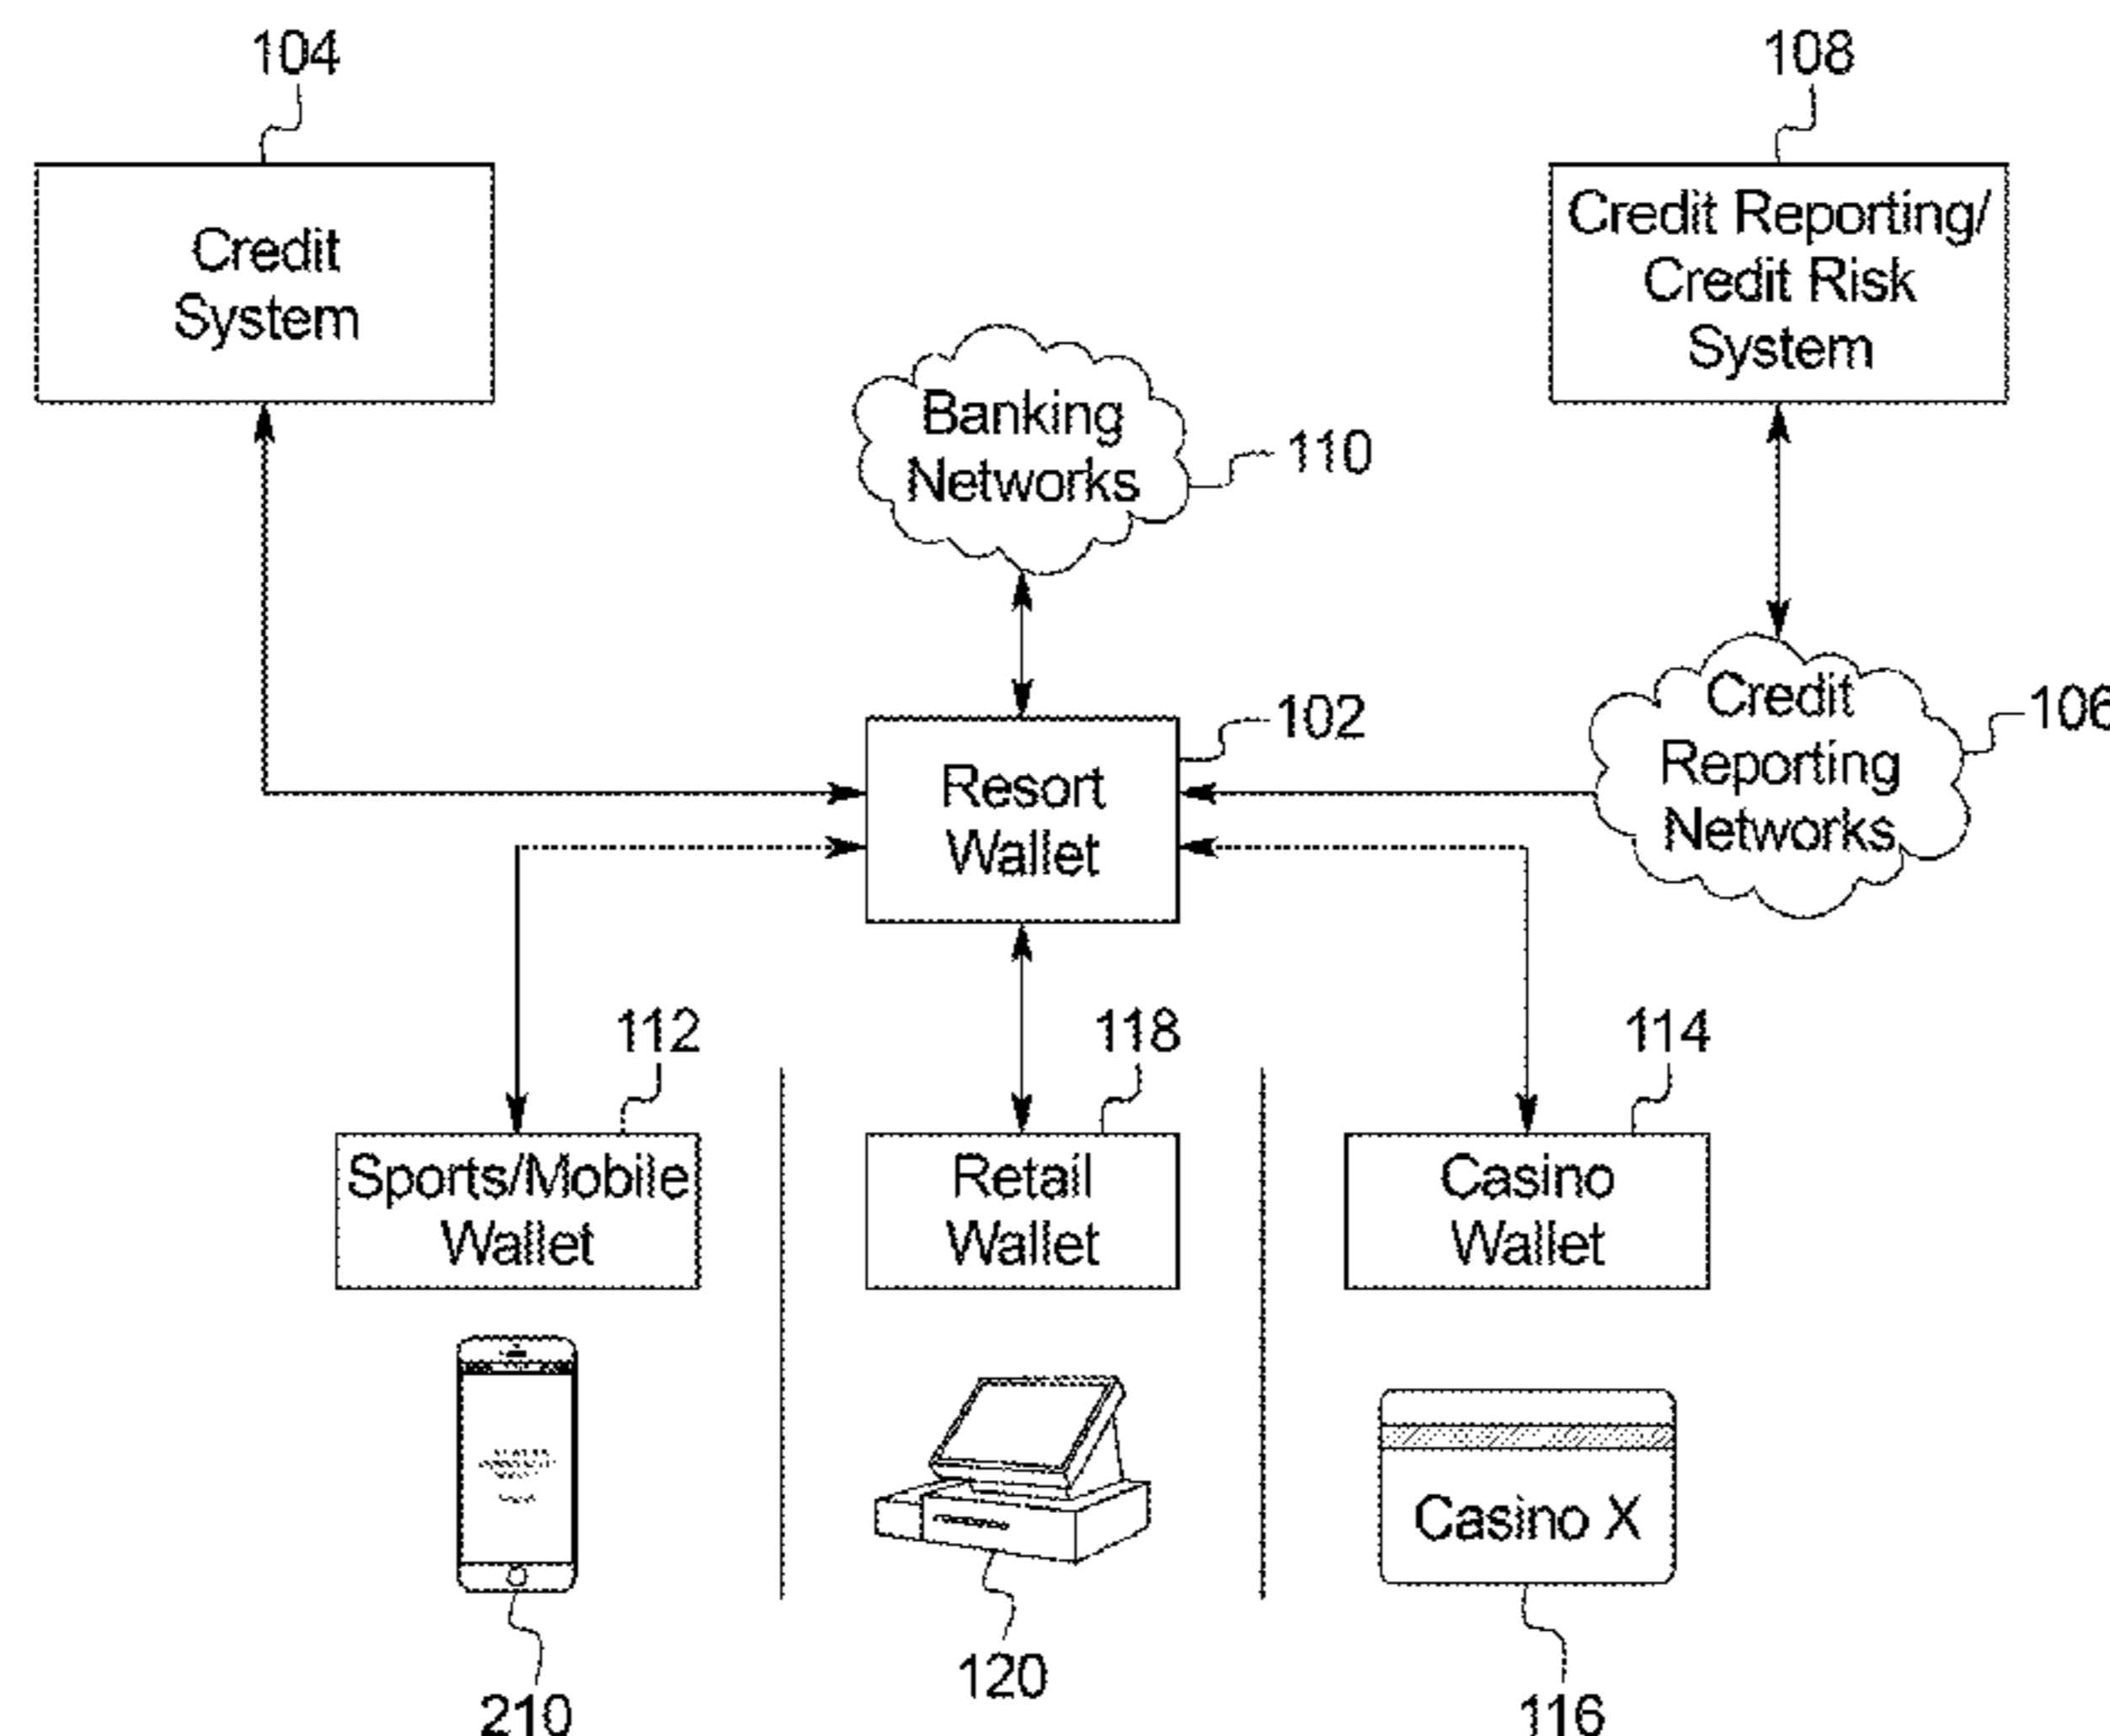 104
108
Credit
System
Credit Reporting/
Credit Risk
System
Banking
Networks
110
102
Resort
Wallet
Credit
Reporting
Networks
106
112
118
114
Sports/Mobile
Wallet
Retail
Wallet
Casino
Wallet
Casino X
210
120
116